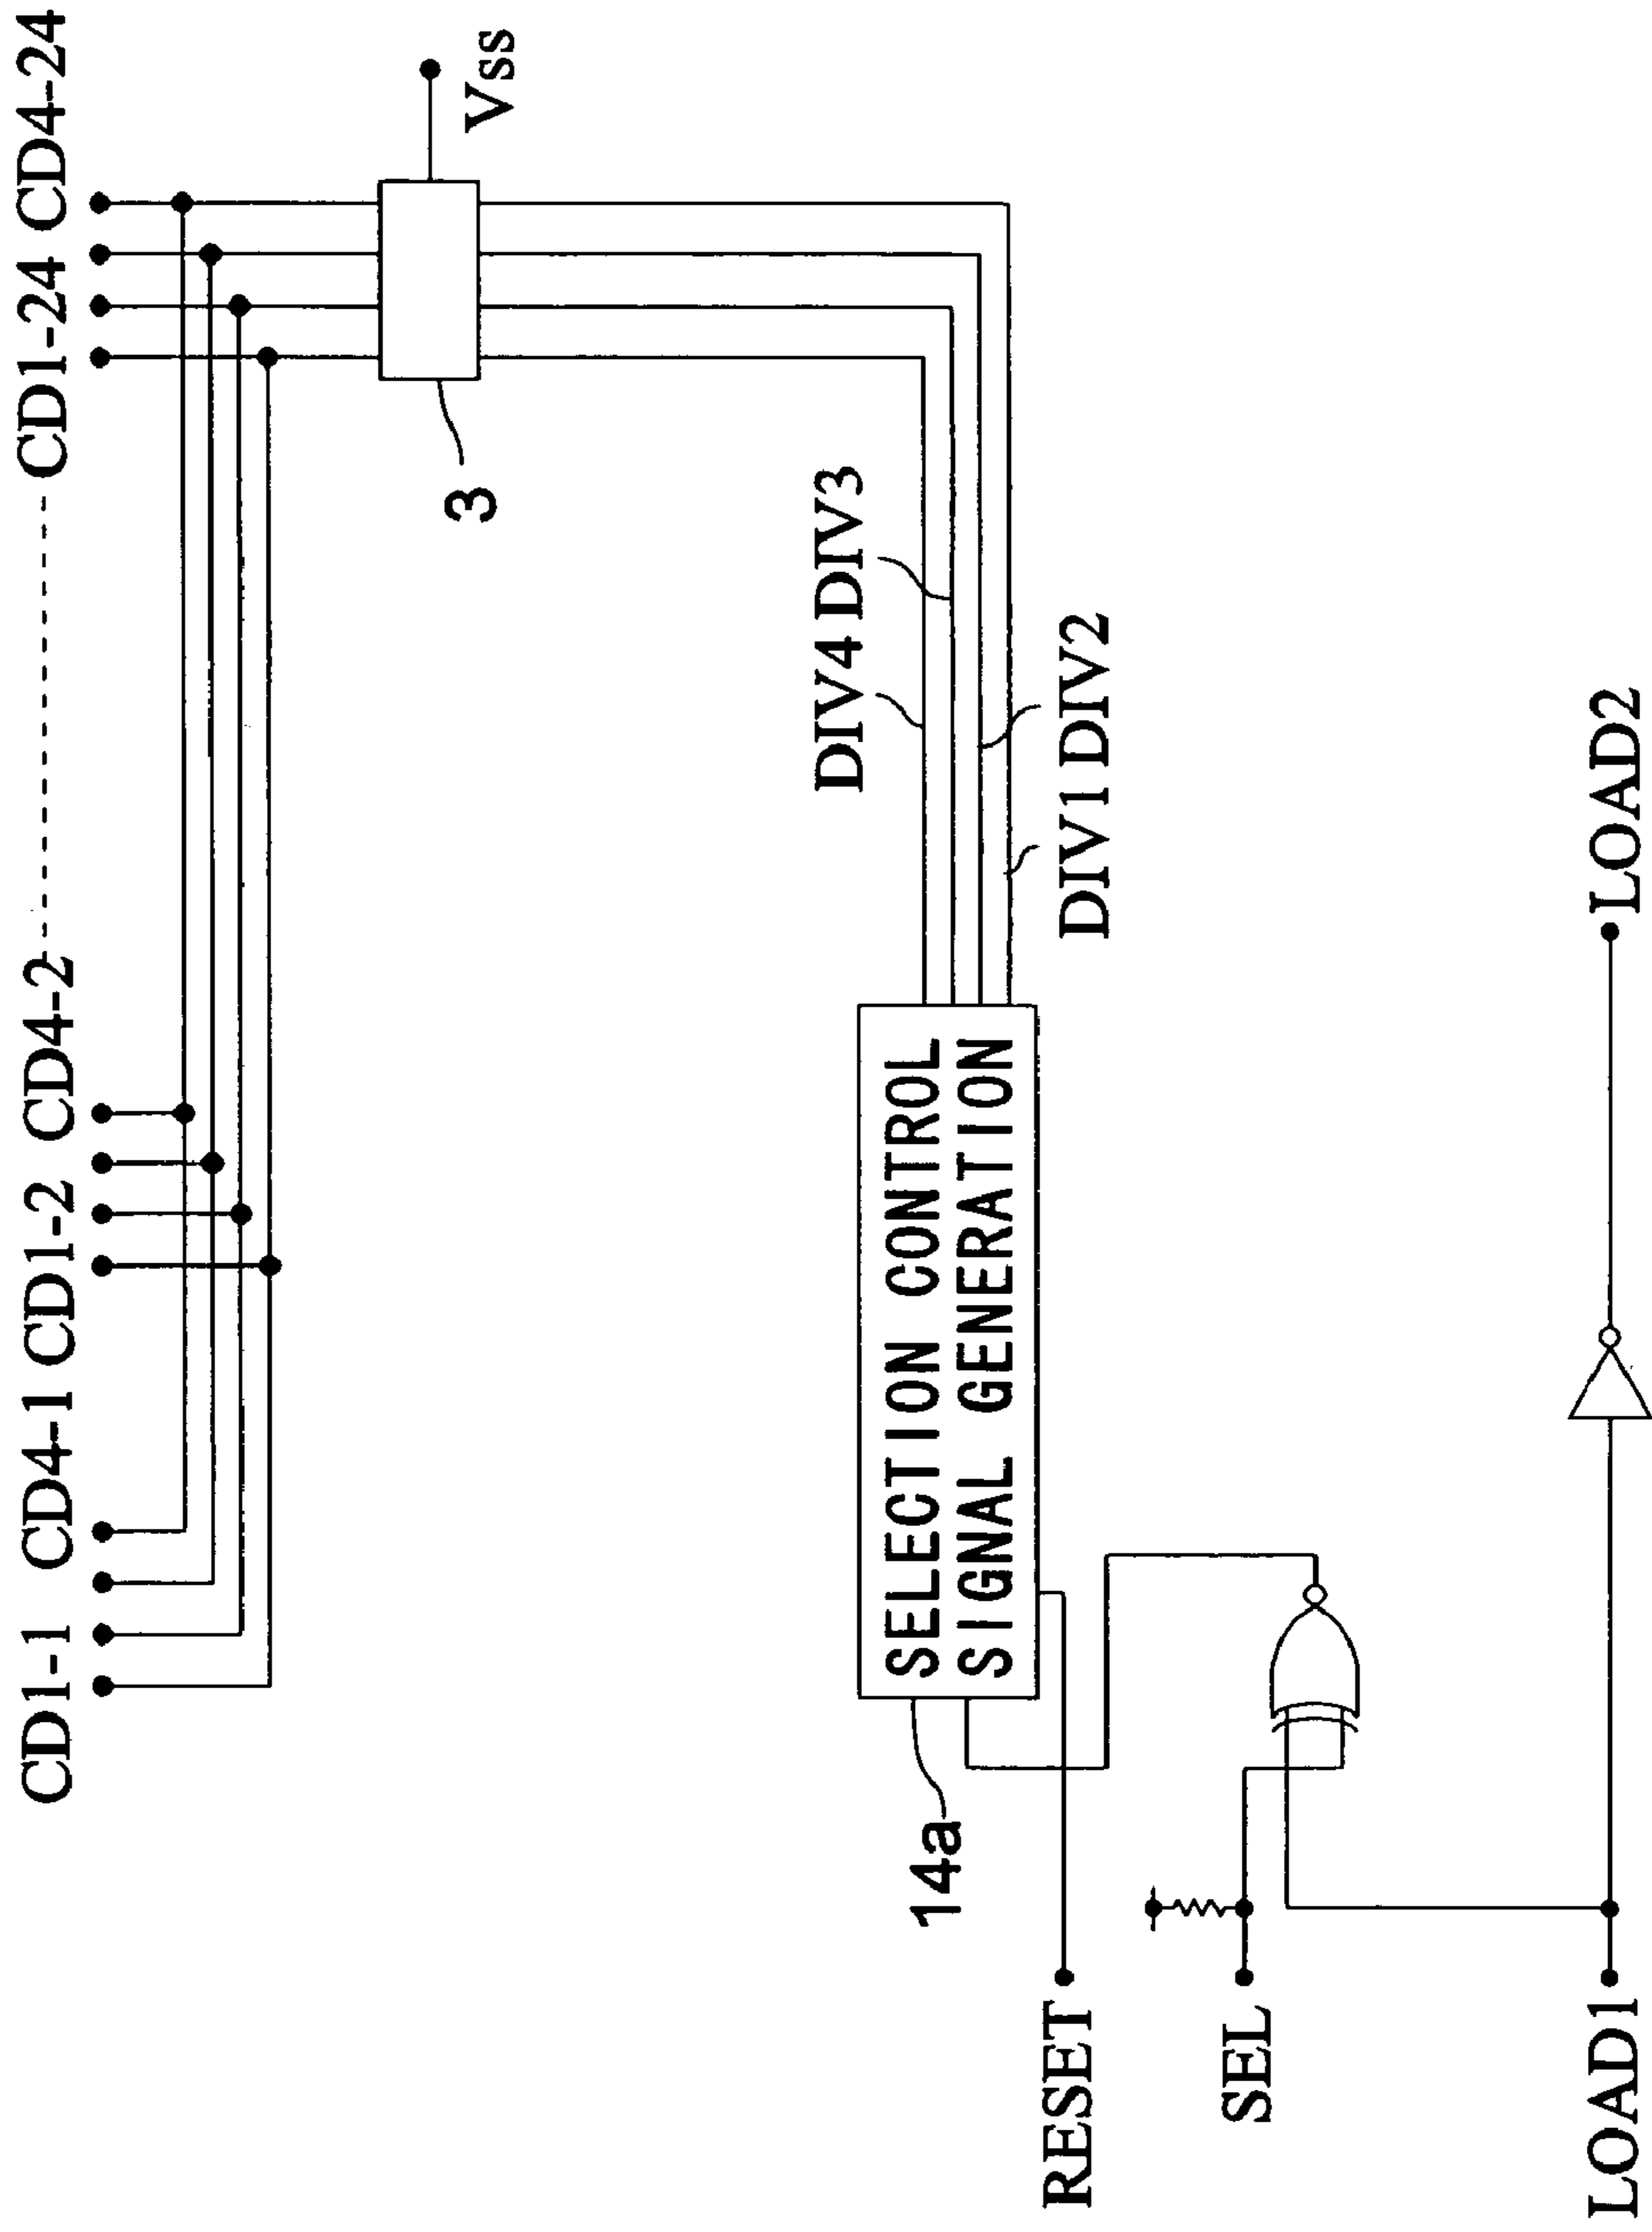 CD1-1 CD4-1 CD1-2 CD4-2 CD1-24 CD4-24
Vss
3
DIV4 DIV3
DIV1 DIV2
14a
SELECTION CONTROL
SIGNAL GENERATION
RESET
SEL
LOAD1
LOAD2